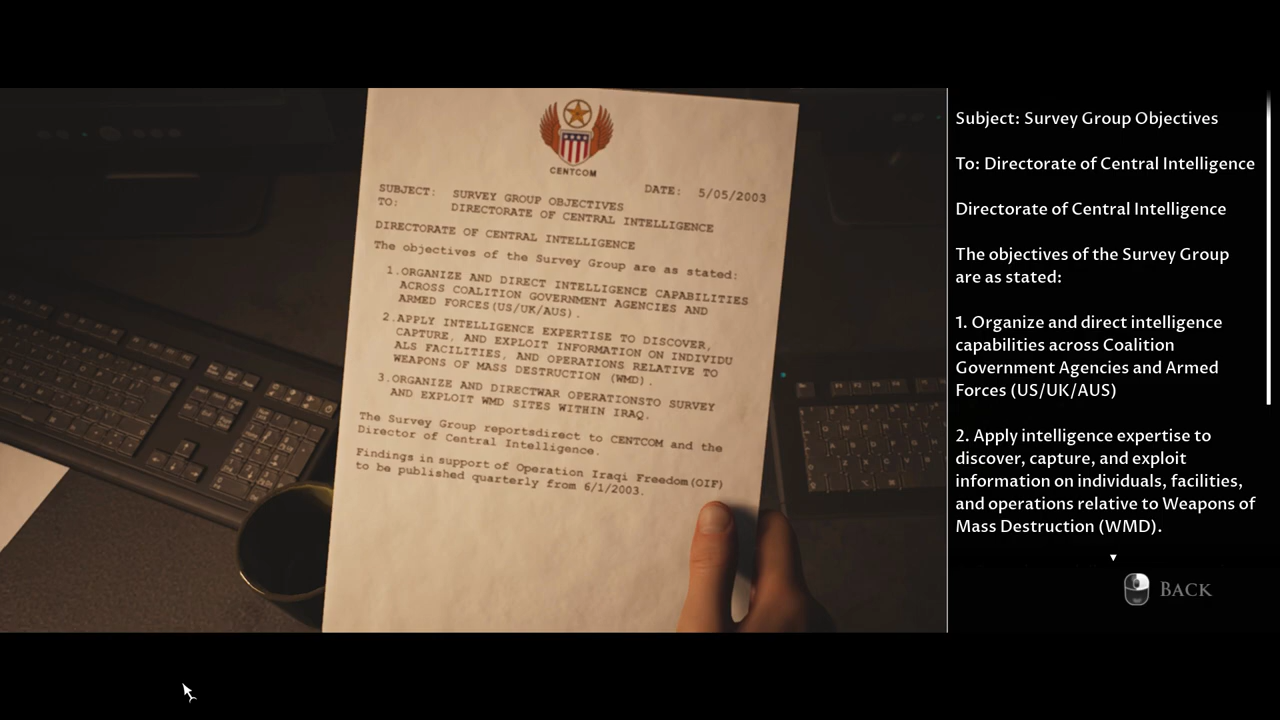 CENTCOM
DATE: 5/05/2003
SUBJECT: SURVEY GROUP OBJECTIVES
TO: DIRECTORATE OF CENTRAL INTELLIGENCE
DIRECTORATE OF CENTRAL INTELLIGENCE
The objectives of the Survey Group are as stated:
1.ORGANIZE AND DIRECT INTELLIGENCE CAPABILITIES
ACROSS COALITION GOVERNMENT AGENCIES AND
ARMED FORCES(US/UK/AUS).
2.APPLY INTELLIGENCE EXPERTISE TO DISCOVER,
CAPTURE, AND EXPLOIT INFORMATION ON INDIVIDU
ALS FACILITIES, AND OPERATIONS RELATIVE TO
WEAPONS OF MASS DESTRUCTION (WMD).
3.ORGANIZE AND DIRECTWAR OPERATIONSTO SURVEY
AND EXPLOIT WMD SITES WITHIN IRAQ.
The Survey Group reportsdirect to CENTCOM and the
Director of Central Intelligence.
Findings in support of Operation Iraqi Freedom(OIF)
to be published quarterly from 6/1/2003.
Subject: Survey Group Objectives
To: Directorate of Central Intelligence
Directorate of Central Intelligence
The objectives of the Survey Group
are as stated:
1. Organize and direct intelligence
capabilities across Coalition
Government Agencies and Armed
Forces (US/UK/AUS)
2. Apply intelligence expertise to
discover, capture, and exploit
information on individuals, facilities,
and operations relative to Weapons of
Mass Destruction (WMD).
BACK